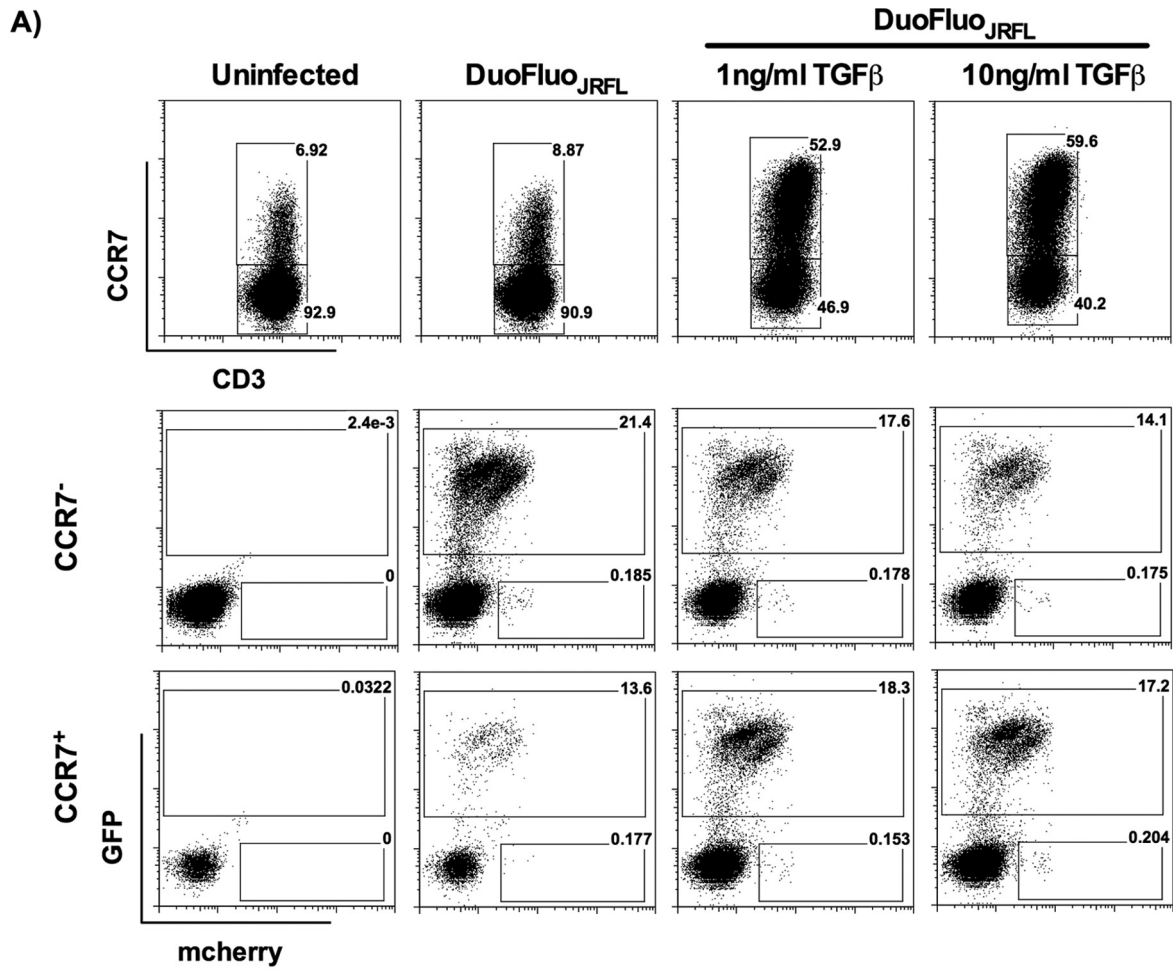 A)
DuoFluoJRFL
Uninfected DuoFluoJRFL 1ng/ml TGFβ 10ng/ml TGFβ
6.92 8.87 52.9 59.6
CCR7
92.9 90.9 46.9 40.2
CD3
2.4e-3 21.4 17.6 14.1
CCR7-
0 0.185 0.178 0.175
0.0322 13.6 18.3 17.2
CCR7+
GFP
0 0.177 0.153 0.204
mcherry